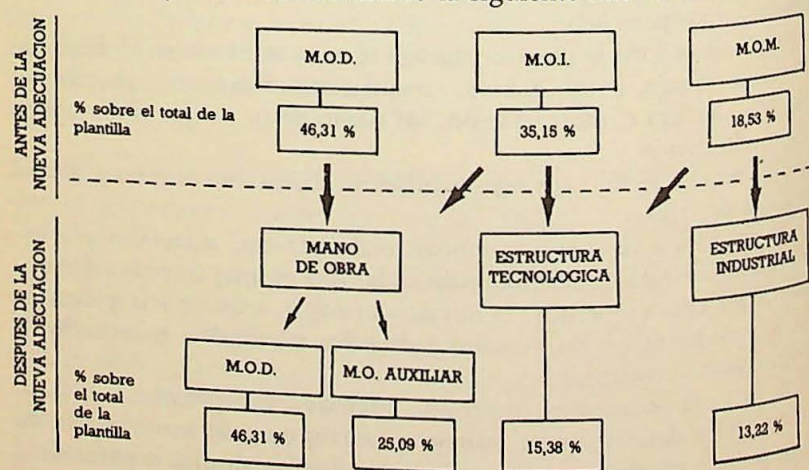 la siguiente
ANTES DE LA
NUEVA ADECUACION
% sobre el total de la
plantilla
M.O.D.
M.O.I.
M.O.M.
46,31 %
35,15 %
18,53 %
DESPUES DE LA
NUEVA ADECUACION
MANO
DE OBRA
ESTRUCTURA
TECNOLOGICA
ESTRUCTURA
INDUSTRIAL
M.O.D.
M.O. AUXILIAR
% sobre
el total
de la
plantilla
46,31 %
25,09 %
15,38 %
13,22 %